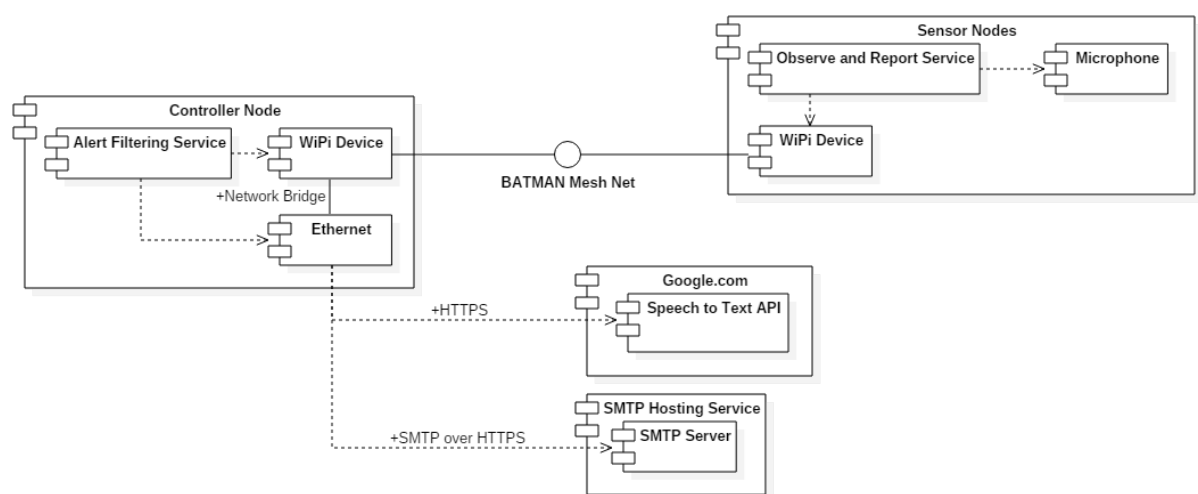 Sensor Nodes
Observe and Report Service
Microphone
WiPi Device
Controller Node
Alert Filtering Service
WiPi Device
BATMAN Mesh Net
+Network Bridge
Ethernet
Google.com
Speech to Text API
+HTTPS
SMTP Hosting Service
SMTP Server
+SMTP over HTTPS